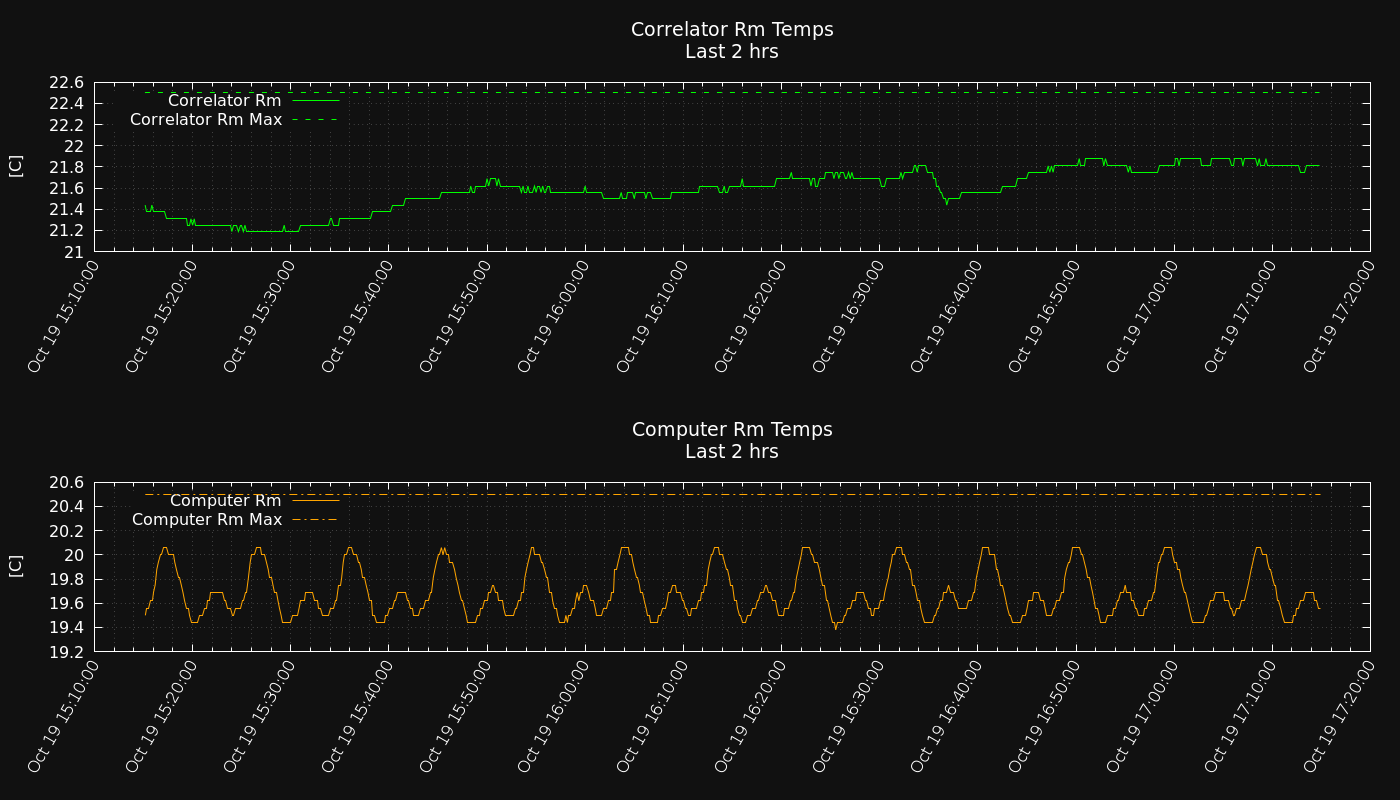 Correlator Rm Temps
Last 2 hrs
22.6
22.4
22.2
22
21.8
21.6
21.4
21.2
21
[C]
Correlator Rm
Correlator Rm Max
Oct 19 15:10:00
Oct 19 15:20:00
Oct 19 15:30:00
Oct 19 15:40:00
Oct 19 15:50:00
Oct 19 16:00:00
Oct 19 16:10:00
Oct 19 16:20:00
Oct 19 16:30:00
Oct 19 16:40:00
Oct 19 16:50:00
Oct 19 17:00:00
Oct 19 17:10:00
Oct 19 17:20:00
Computer Rm Temps
Last 2 hrs
20.6
20.4
20.2
20
19.8
19.6
19.4
19.2
[C]
Computer Rm
Computer Rm Max
Oct 19 15:10:00
Oct 19 15:20:00
Oct 19 15:30:00
Oct 19 15:40:00
Oct 19 15:50:00
Oct 19 16:00:00
Oct 19 16:10:00
Oct 19 16:20:00
Oct 19 16:30:00
Oct 19 16:40:00
Oct 19 16:50:00
Oct 19 17:00:00
Oct 19 17:10:00
Oct 19 17:20:00